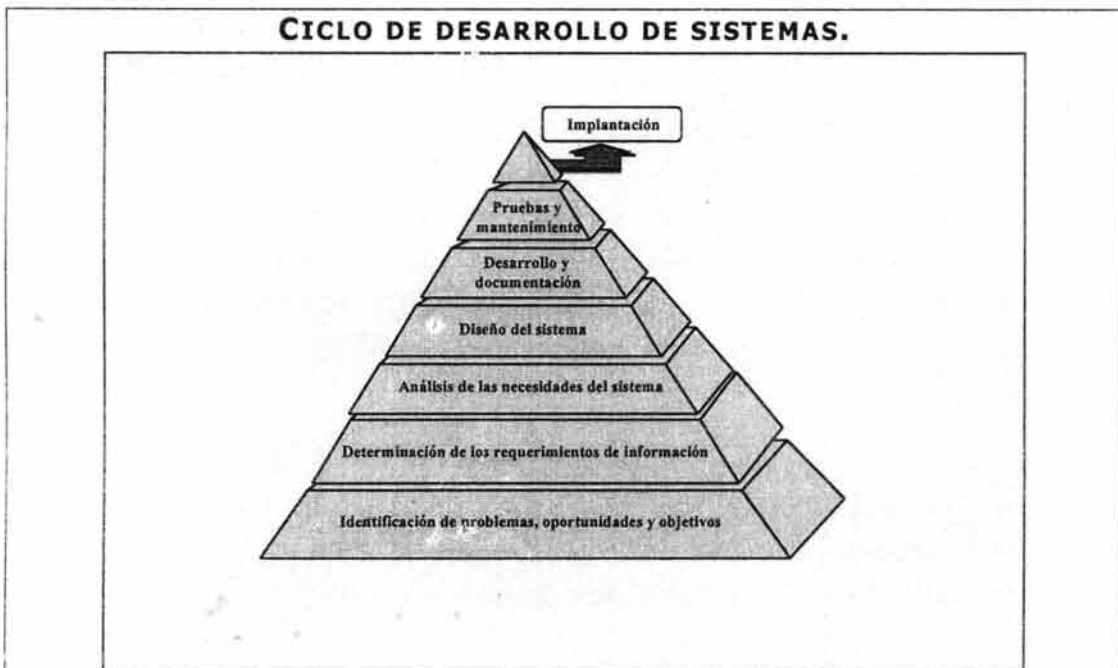 CICLO DE DESARROLLO DE SISTEMAS.
Implantación
Pruebas y
mantenimiento
Desarrollo y
documentación
Diseño del sistema
Análisis de las necesidades del sistema
Determinación de los requerimientos de información
Identificación de problemas, oportunidades y objetivos